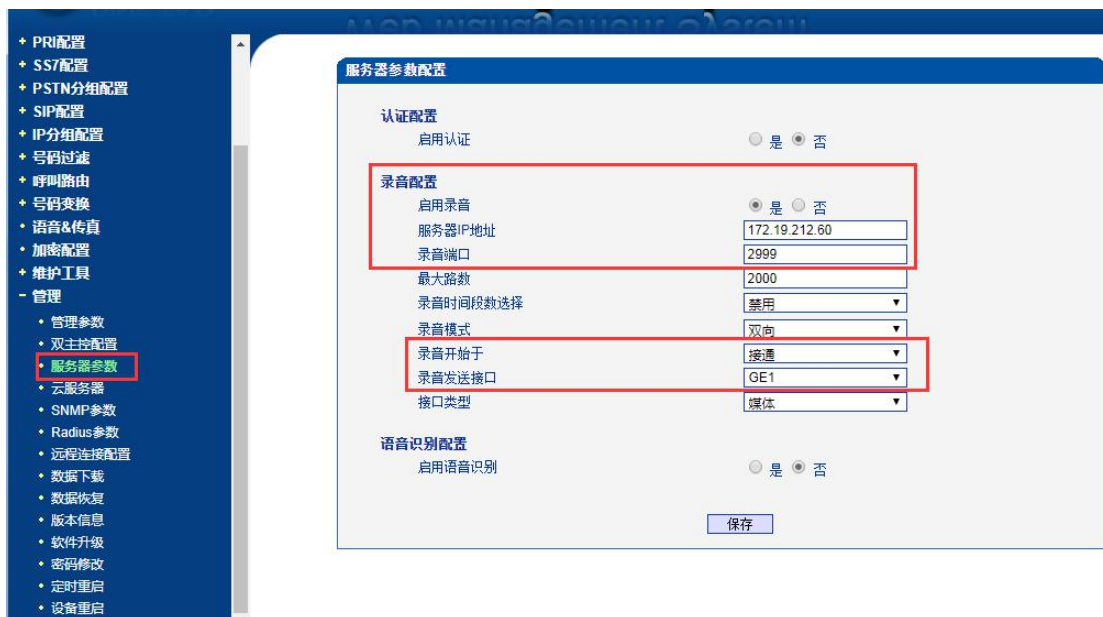 Web Management System
+ PRI配置
+ SS7配置
+ PSTN分组配置
+ SIP配置
+ IP分组配置
+ 号码过滤
+ 呼叫路由
+ 号码变换
• 语音&传真
• 加密配置
+ 维护工具
- 管理
• 管理参数
• 双主控配置
• 服务器参数
• 云服务器
• SNMP参数
• Radius参数
• 远程连接配置
• 数据下载
• 数据恢复
• 版本信息
• 软件升级
• 密码修改
• 定时重启
• 设备重启
服务器参数配置
认证配置
启用认证 是 否
录音配置
启用录音 是 否
服务器IP地址 172.19.212.60
录音端口 2999
最大路数 2000
录音时间段数选择 禁用
录音模式 双向
录音开始于 接通
录音发送接口 GE1
接口类型 媒体
语音识别配置
启用语音识别 是 否
保存